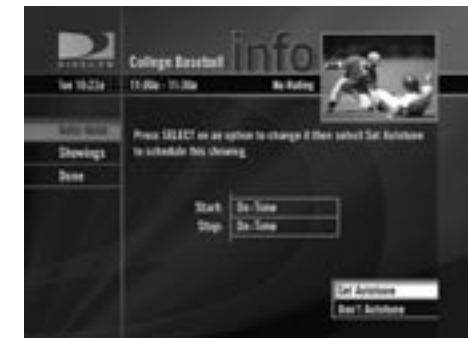 DIRECTV
College Baseball
info
Tue 10:22a
11:00a - 11:30a
No Rating
Auto tune
Press SELECT on an option to change it then select Set Autotune
to schedule this showing
Showings
Done
Start:
On-Time
Stop:
On-Time
Set Autotune
Don't Autotune